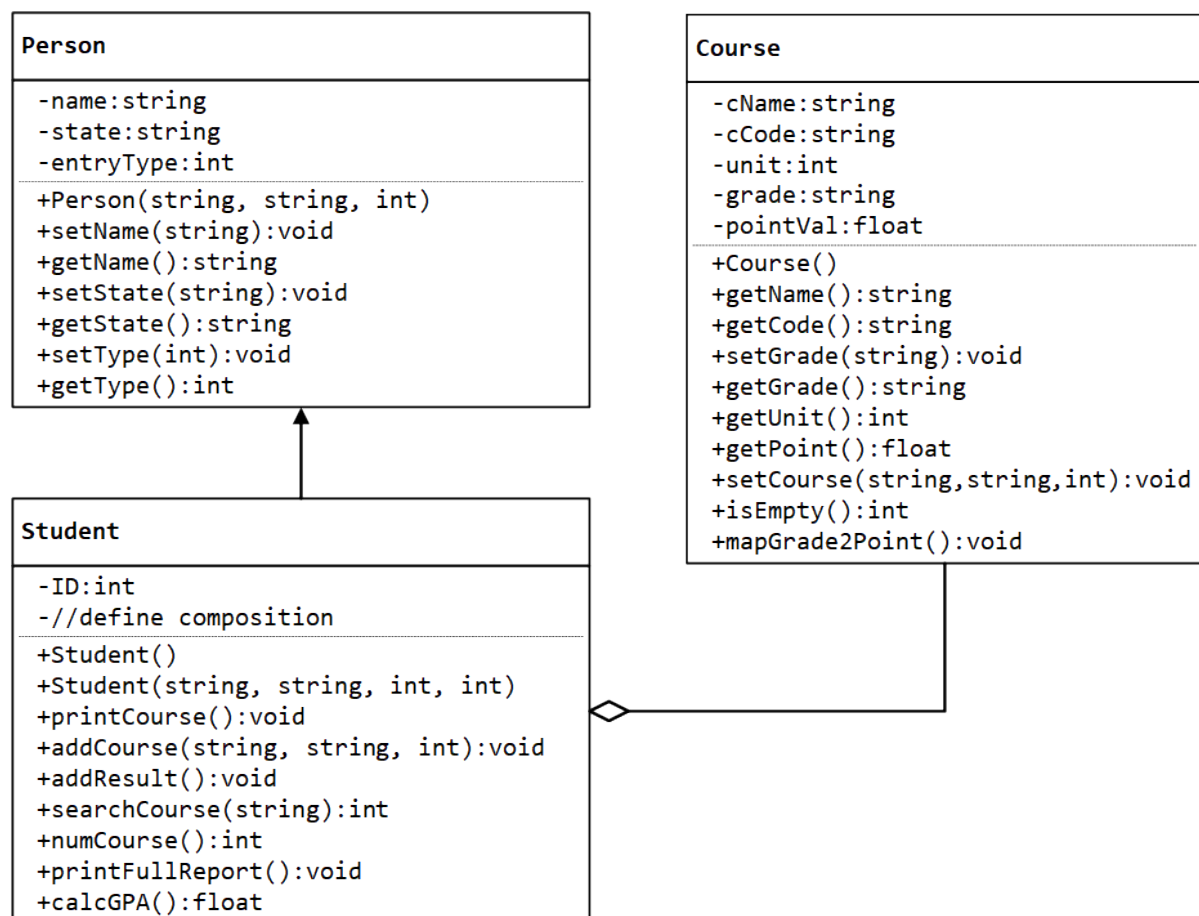 Person
-name:string
-state:string
-entryType:int
+Person(string, string, int)
+setName(string):void
+getName():string
+setState(string):void
+getState():string
+setType(int):void
+getType():int
Course
-cName:string
-cCode:string
-unit:int
-grade:string
-pointVal:float
+Course()
+getName():string
+getCode():string
+setGrade(string):void
+getGrade():string
+getUnit():int
+getPoint():float
+setCourse(string,string,int):void
+isEmpty():int
+mapGrade2Point():void
Student
-ID:int
-//define composition
+Student()
+Student(string, string, int, int)
+printCourse():void
+addCourse(string, string, int):void
+addResult():void
+searchCourse(string):int
+numCourse():int
+printFullReport():void
+calcGPA():float